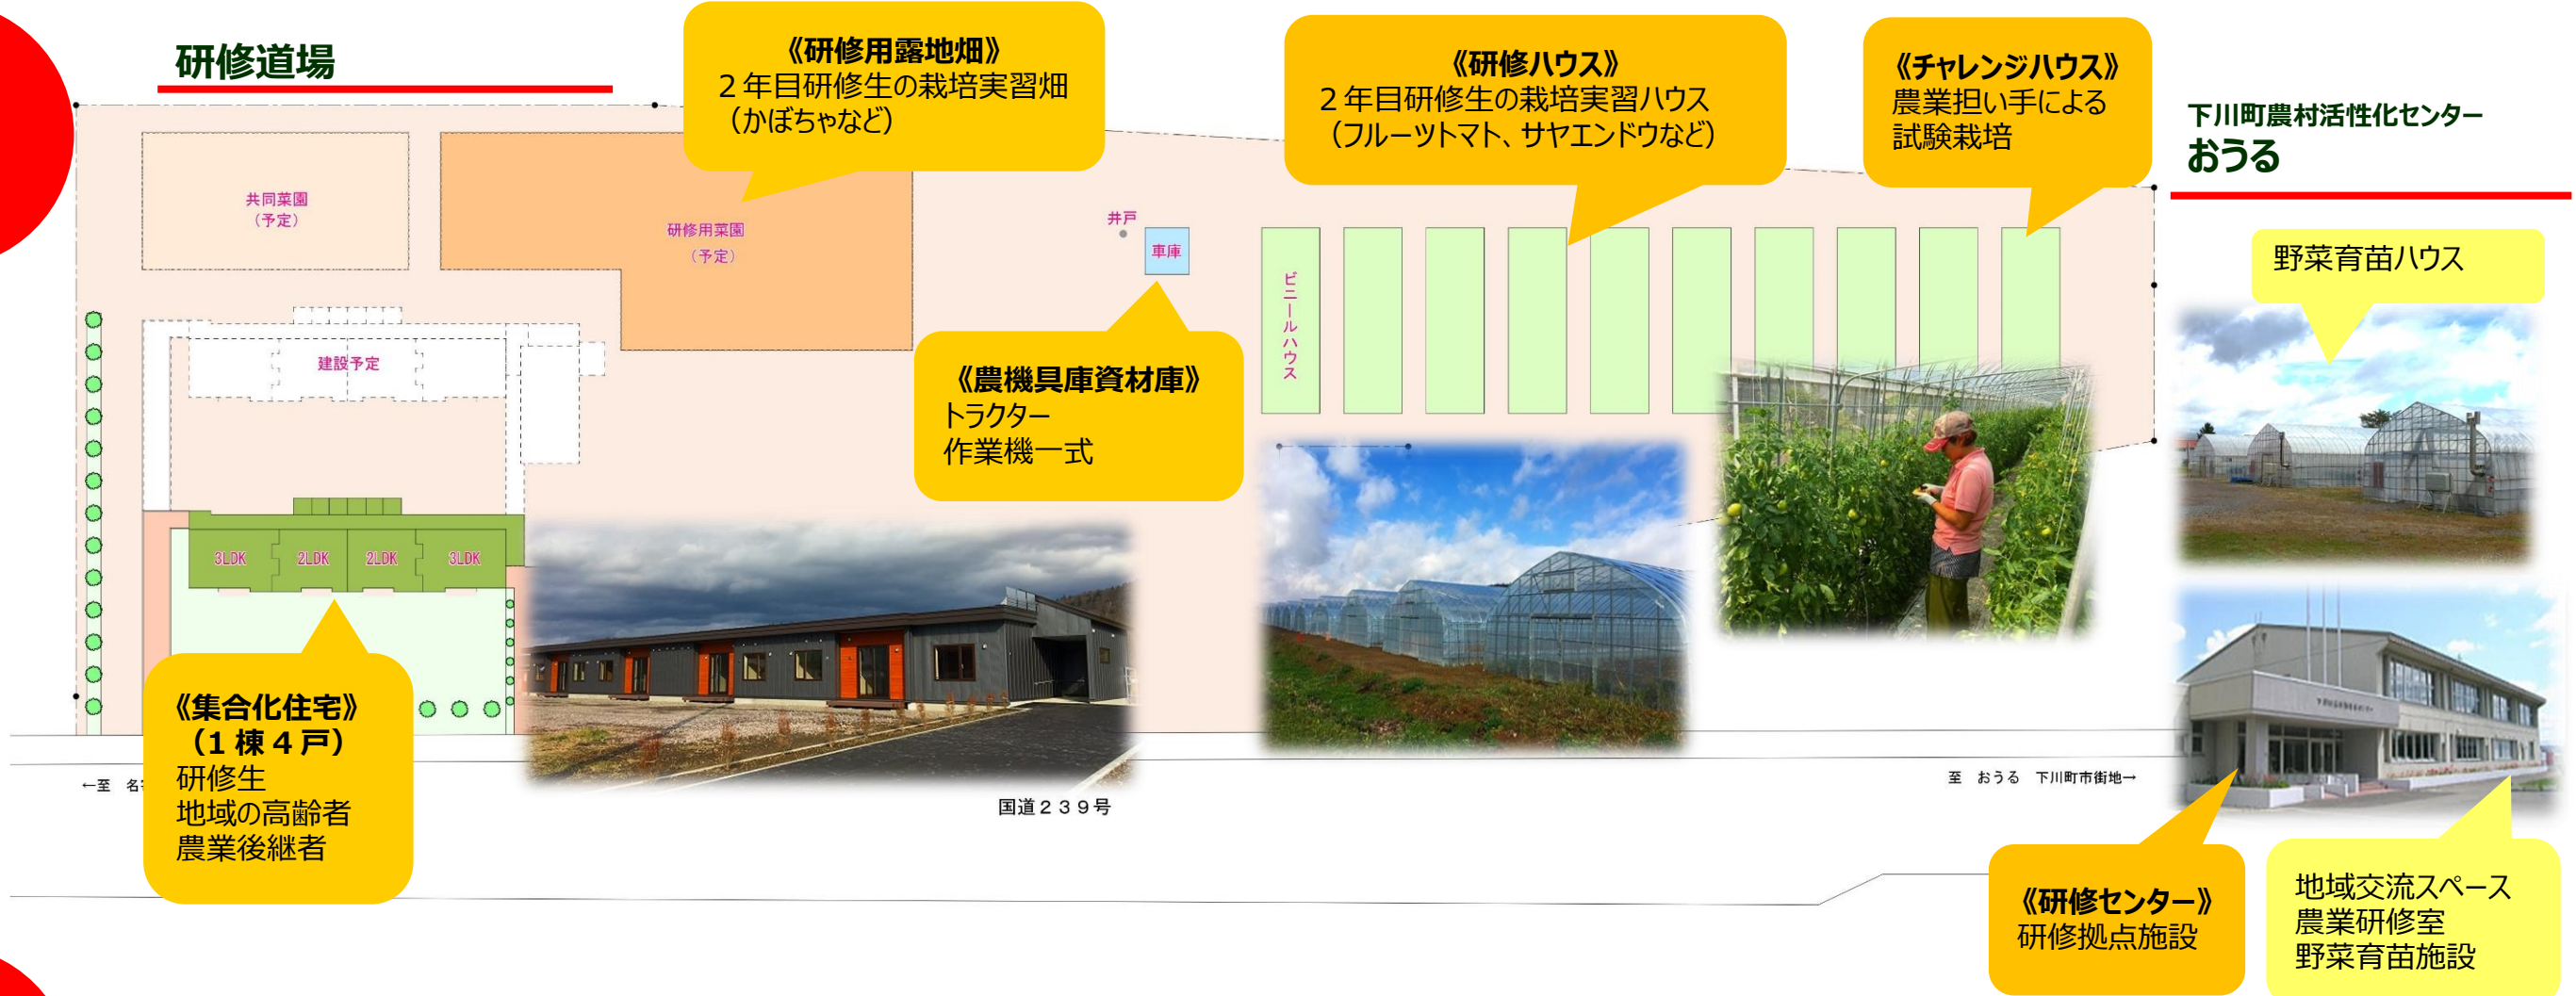 研修道場
《研修用露地畑》
２年目研修生の栽培実習畑
（かぼちゃなど）
《研修ハウス》
２年目研修生の栽培実習ハウス
（フルーツトマト、サヤエンドウなど）
《チャレンジハウス》
農業担い手による
試験栽培
下川町農村活性化センター
おうる
共同菜園
（予定）
研修用菜園
（予定）
井戸
車庫
ビニールハウス
野菜育苗ハウス
建設予定
《農機具庫資材庫》
トラクター
作業機一式
3LDK
2LDK
2LDK
3LDK
《集合化住宅》
（１棟４戸）
研修生
地域の高齢者
農業後継者
←至 名
国道２３９号
至 おうる 下川町市街地→
《研修センター》
研修拠点施設
地域交流スペース
農業研修室
野菜育苗施設